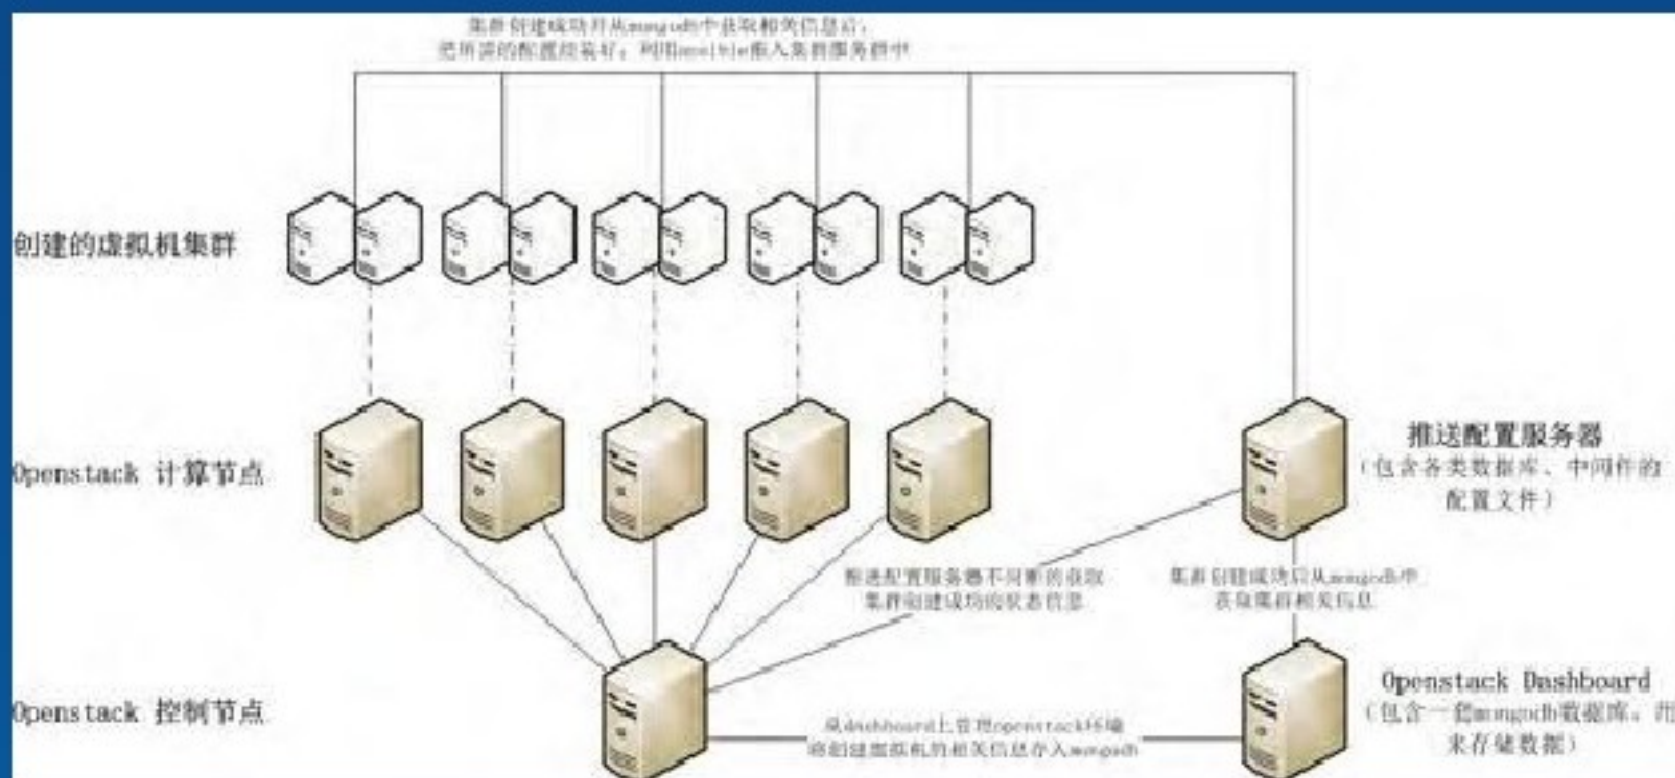 集群创建成功并从mongodb中获取相关信息后,
把所需的配置组装好,利用ansible推入集群服务群中
创建的虚拟机集群
Openstack 计算节点
推送配置服务器
(包含各类数据库、中间件的
配置文件)
推送配置服务器不间断的获取
集群创建成功的状态信息
集群创建成功后从mongodb中
获取集群相关信息
Openstack 控制节点
从dashboard上管理openstack终端
将创建虚拟机的相关信息存入mongodb
Openstack Dashboard
(包含一套mongodb数据库,用
来存储数据)